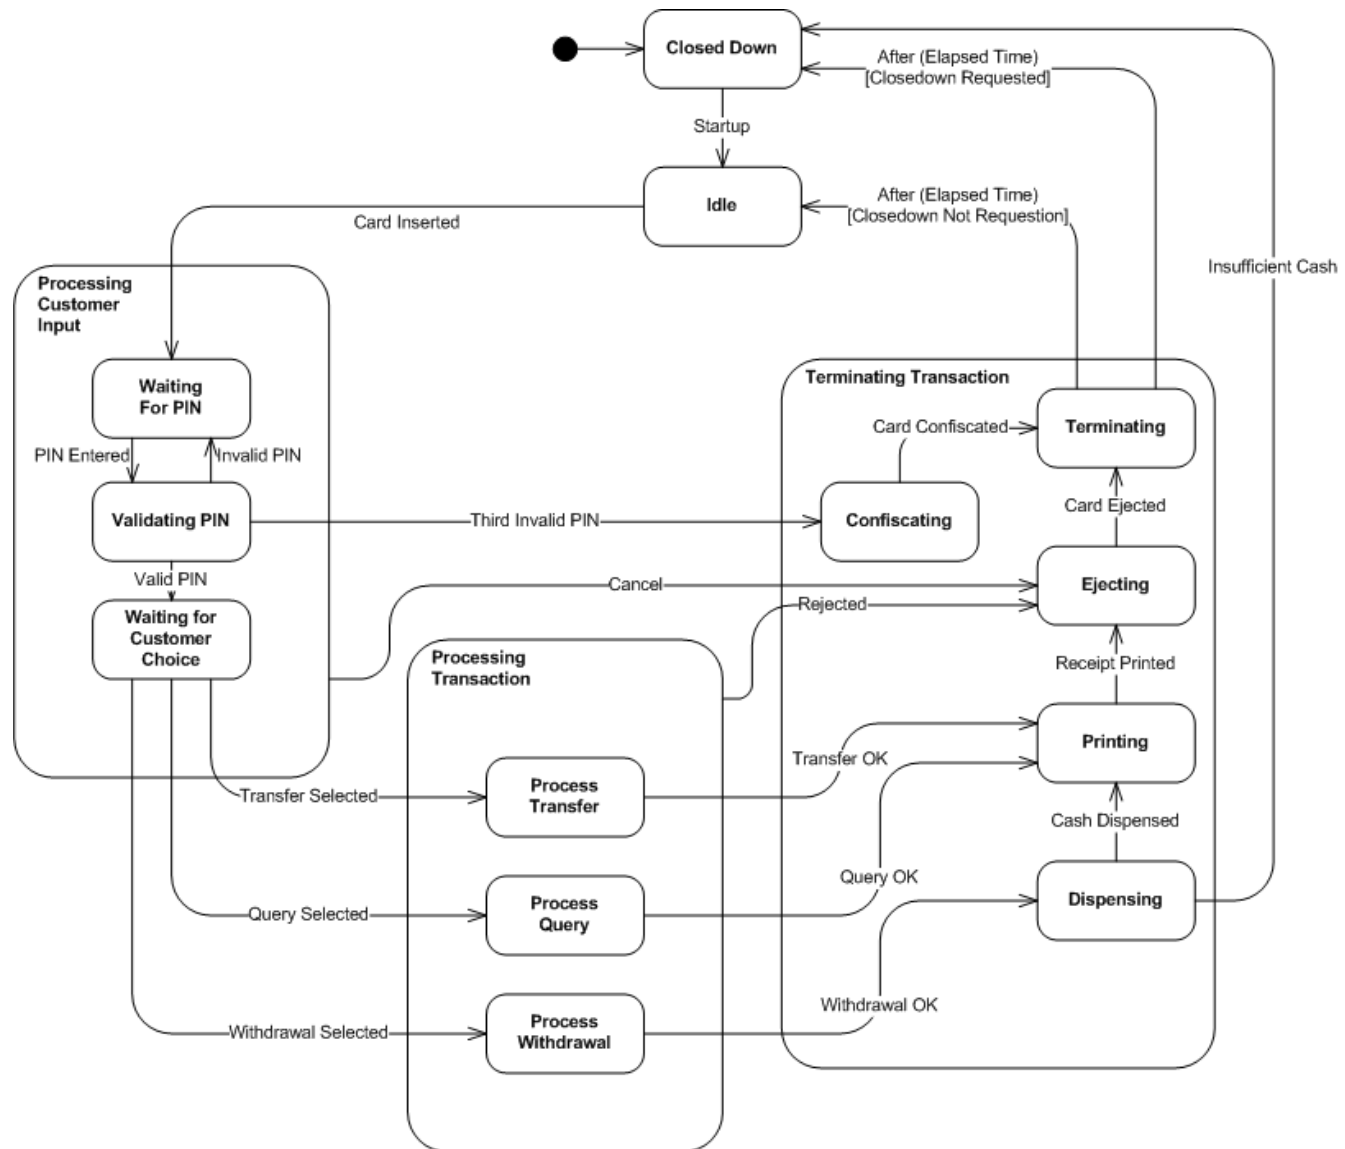 Closed Down
After (Elapsed Time)
[Closedown Requested]
Startup
Idle
After (Elapsed Time)
[Closedown Not Requestion]
Card Inserted
Insufficient Cash
Processing
Customer
Input
Waiting
For PIN
Terminating Transaction
Card Confiscated
Terminating
PIN Entered
Invalid PIN
Validating PIN
Third Invalid PIN
Confiscating
Card Ejected
Valid PIN
Cancel
Ejecting
Waiting for
Customer
Choice
Rejected
Processing
Transaction
Receipt Printed
Printing
Transfer OK
Transfer Selected
Process
Transfer
Cash Dispensed
Query OK
Dispensing
Query Selected
Process
Query
Withdrawal OK
Withdrawal Selected
Process
Withdrawal